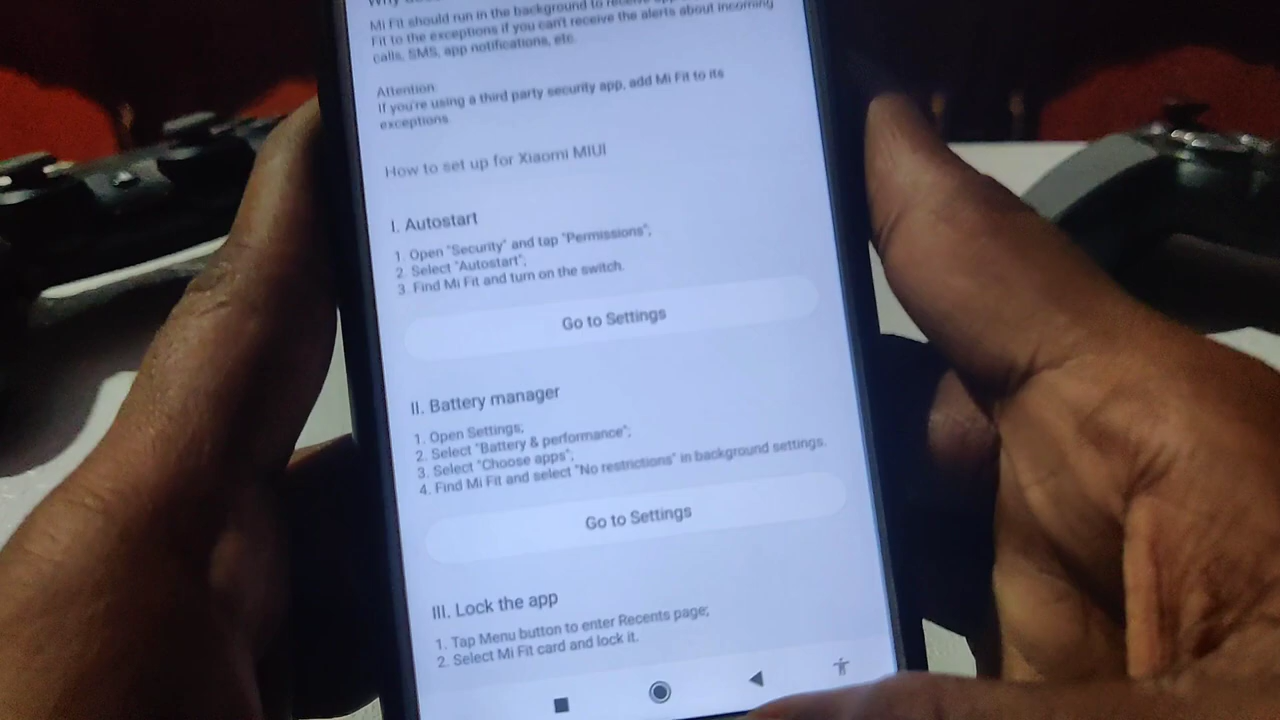 Mi Fit should run in the background to receive
Fit to the exceptions if you can't receive the alerts about incoming
calls, SMS, app notifications, etc.
Attention:
If you're using a third party security app, add Mi Fit to its
exceptions.
How to set up for Xiaomi MIUI
I. Autostart
1. Open "Security" and tap "Permissions";
2. Select "Autostart";
3. Find Mi Fit and turn on the switch.
Go to Settings
II. Battery manager
1. Open Settings;
2. Select "Battery & performance";
3. Select "Choose apps";
4. Find Mi Fit and select "No restrictions" in background settings.
Go to Settings
III. Lock the app
1. Tap Menu button to enter Recents page;
2. Select Mi Fit card and lock it.